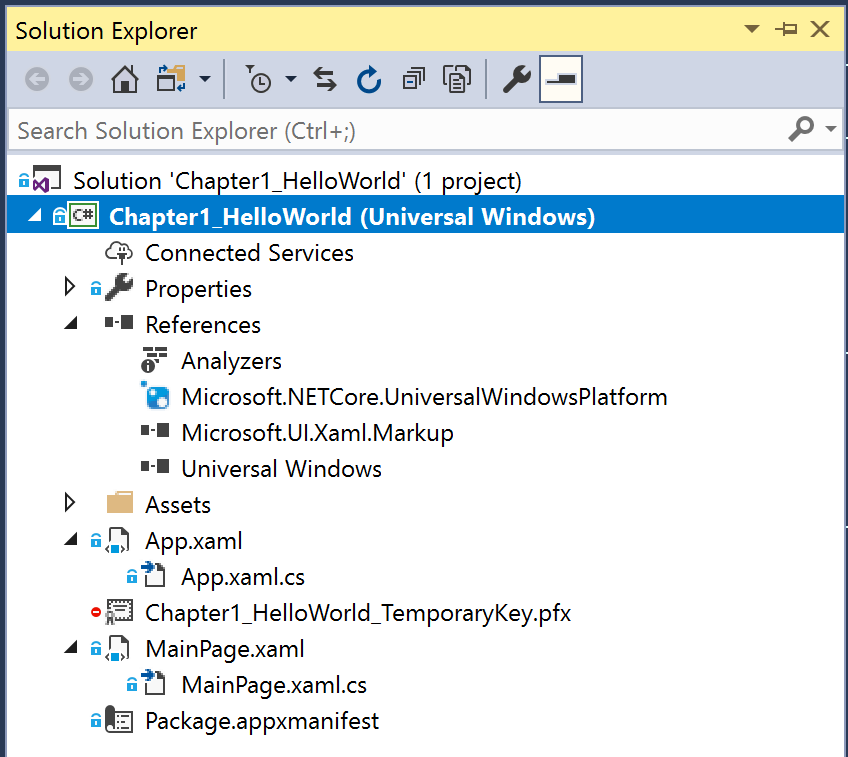 Solution Explorer
Search Solution Explorer (Ctrl+;)
Solution 'Chapter1_HelloWorld' (1 project)
C# Chapter1_HelloWorld (Universal Windows)
Connected Services
Properties
References
Analyzers
Microsoft.NETCore.UniversalWindowsPlatform
Microsoft.UI.Xaml.Markup
Universal Windows
Assets
App.xaml
App.xaml.cs
Chapter1_HelloWorld_TemporaryKey.pfx
MainPage.xaml
MainPage.xaml.cs
Package.appxmanifest